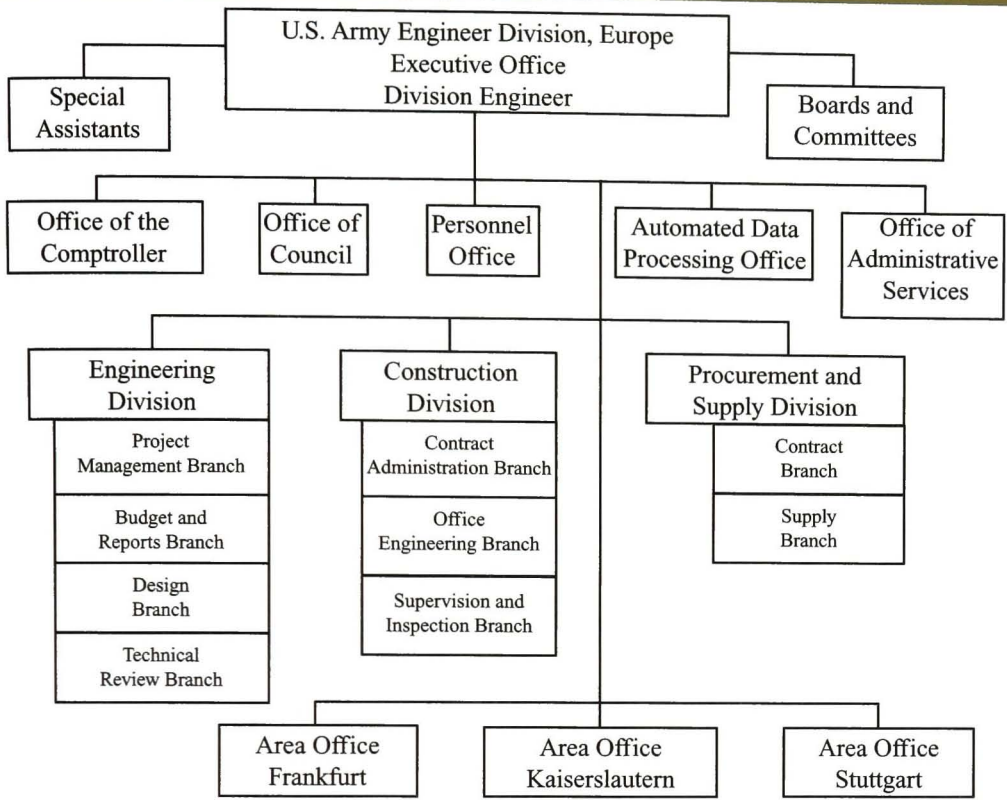 U.S. Army Engineer Division, Europe
Executive Office
Division Engineer
Special
Assistants
Boards and
Committees
Office of the
Comptroller
Office of
Council
Personnel
Office
Automated Data
Processing Office
Office of
Administrative
Services
Engineering
Division
Project
Management Branch
Budget and
Reports Branch
Design
Branch
Technical
Review Branch
Construction
Division
Contract
Administration Branch
Office
Engineering Branch
Supervision and
Inspection Branch
Procurement and
Supply Division
Contract
Branch
Supply
Branch
Area Office
Frankfurt
Area Office
Kaiserslautern
Area Office
Stuttgart